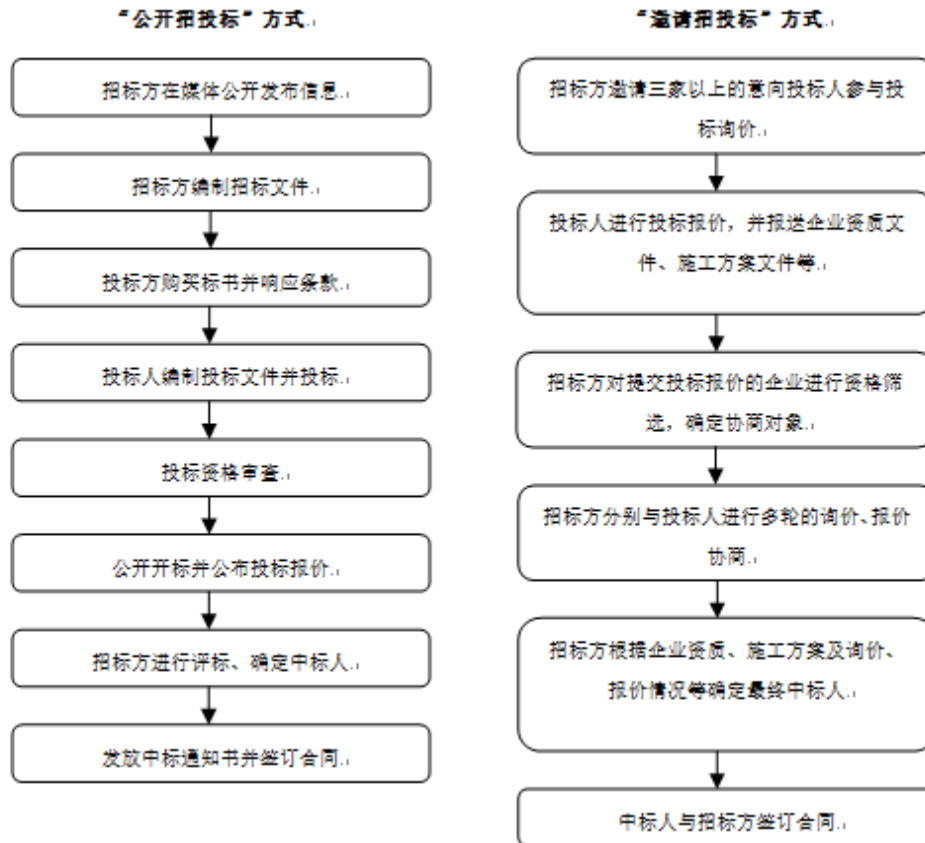 “公开招投标”方式
招标方在媒体公开发布信息
招标方编制招标文件
投标方购买标书并响应条款
投标人编制投标文件并投标
投标资格审查
公开开标并公布投标报价
招标方进行评标、确定中标人
发放中标通知书并签订合同
“邀请招投标”方式
招标方邀请三家以上的意向投标人参与投
标询价
投标人进行投标报价，并报送企业资质文
件、施工方案文件等
招标方对提交投标报价的企业进行资格筛
选，确定协商对象
招标方分别与投标人进行多轮的询价、报价
协商
招标方根据企业资质、施工方案及询价、
报价情况等确定最终中标人
中标人与招标方签订合同